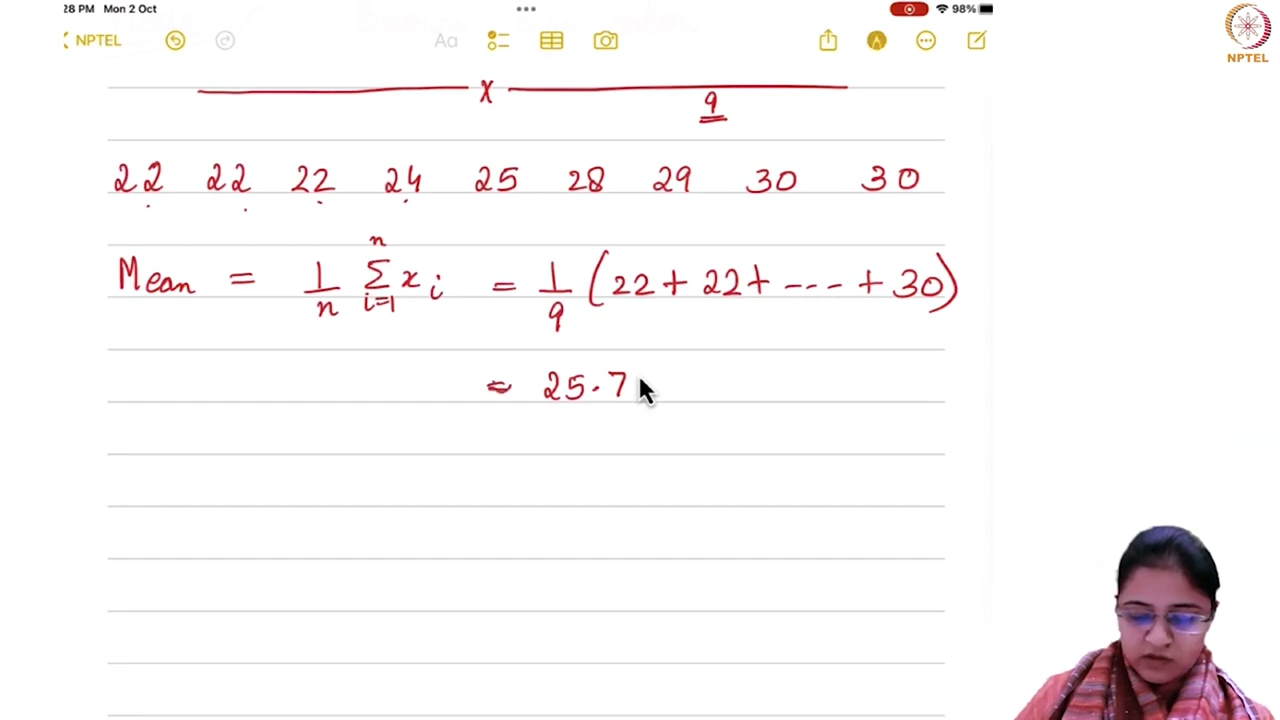 28 PM Mon 2 Oct
98%
NPTEL
Aa
NPTEL
x
9
22 22 22 24 25 28 29 30 30
Mean = 1/n Σ_{i=1}^{n} x_i = 1/9 (22 + 22 + ---- + 30)
= 25.7